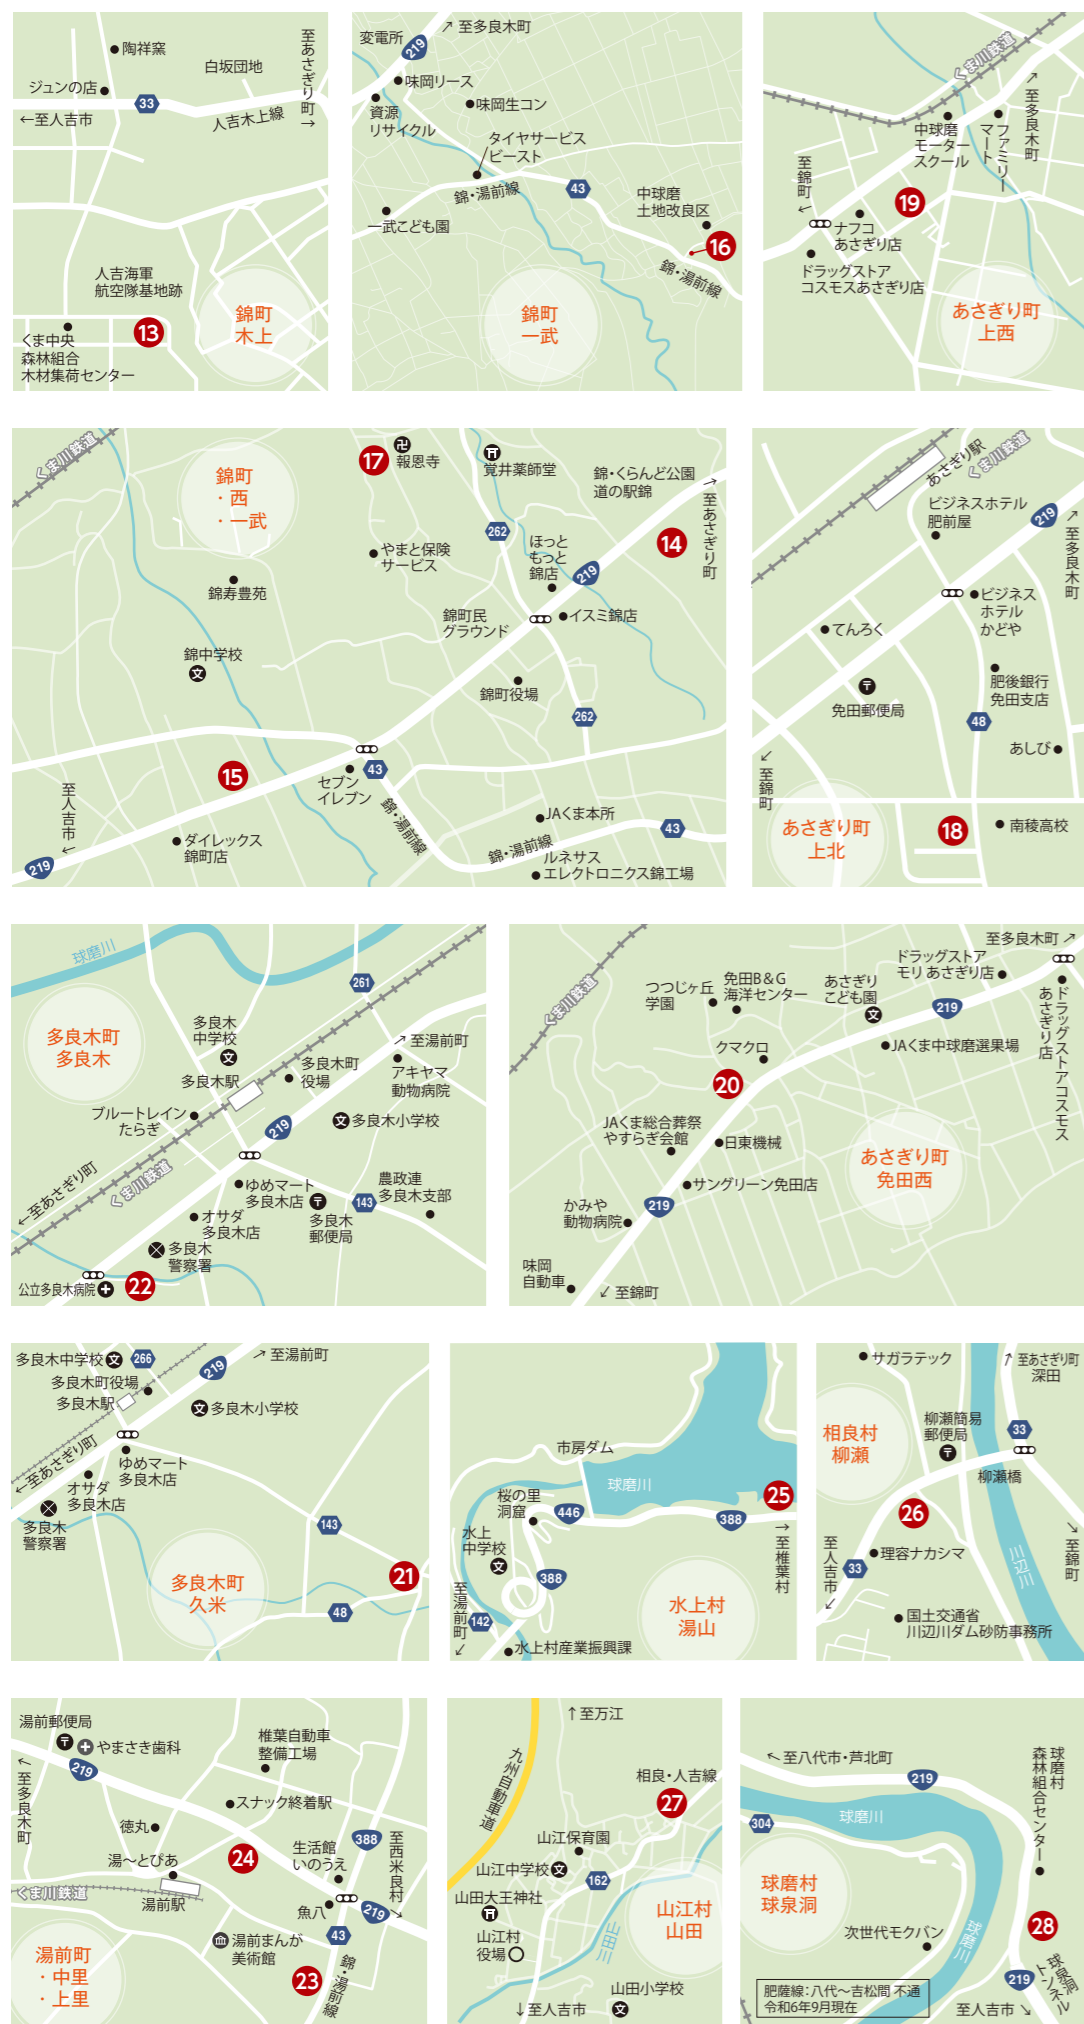 陶祥窯
ジュンの店
白坂団地
至あさぎり町→
33
←至人吉市
人吉木上線
人吉海軍
航空隊基地跡
くま中央
森林組合
木材集荷センター
13
錦町
木上
変電所
219
↗至多良木町
味岡リース
味岡生コン
資源
リサイクル
タイヤサービス
ビースト
錦・湯前線
43
一武こども園
中球磨
土地改良区
16
錦・湯前線
錦町
一武
くま川鉄道
↗至多良木町
中球磨
モーター
スクール
ファミリー
マート
至錦町↙
19
ナフコ
あさぎり店
ドラッグストア
コスモスあさぎり店
あさぎり町
上西
くま川鉄道
錦町
・西
・一武
17
報恩寺
覚井薬師堂
錦・くらんど公園
道の駅錦
↗至あさぎり町
14
262
やまと保険
サービス
ほっと
もっと
錦店
219
錦寿豊苑
錦町民
グラウンド
イスミ錦店
錦中学校
錦町役場
262
15
セブン
イレブン
43
錦・湯前線
至人吉市↙
219
ダイレックス
錦町店
JAくま本所
43
錦・湯前線
ルネサス
エレクトロニクス錦工場
あさぎり駅
くま川鉄道
ビジネスホテル
肥前屋
219
↗至多良木町
ビジネス
ホテル
かどや
てんろく
肥後銀行
免田支店
免田郵便局
48
あしび
↙至錦町
あさぎり町
上北
18
南稜高校
球磨川
261
多良木町
多良木
多良木
中学校
↗至湯前町
多良木駅
多良木町
役場
アキヤマ
動物病院
ブルートレイン
たらぎ
219
多良木小学校
←至あさぎり町
くま川鉄道
ゆめマート
多良木店
農政連
多良木支部
143
オサダ
多良木店
多良木
郵便局
多良木
警察署
公立多良木病院
22
くま川鉄道
至多良木町↗
ドラッグストア
モリ あさぎり店
つつじヶ丘
学園
免田B&G
海洋センター
あさぎり
こども園
219
ドラッグストアコスモス
あさぎり店
クマクロ
JAくま中球磨選果場
20
JAくま総合葬祭
やすらぎ会館
日東機械
サングリーン免田店
あさぎり町
免田西
かみや
動物病院
219
味岡
自動車
↙至錦町
多良木中学校
266
219
↗至湯前町
多良木町役場
多良木駅
多良木小学校
←至あさぎり町
ゆめマート
多良木店
オサダ
多良木店
多良木
警察署
143
多良木町
久米
21
48
市房ダム
球磨川
桜の里
洞窟
446
25
388
水上
中学校
→至椎葉村
388
至湯前町↙
142
水上村
湯山
水上村産業振興課
サガラテック
↗至あさぎり町
深田
相良村
柳瀬
柳瀬簡易
郵便局
33
柳瀬橋
26
理容ナカシマ
至人吉市↙
33
川辺川
↘至錦町
国土交通省
川辺川ダム砂防事務所
湯前郵便局
やまさき歯科
219
↖至多良木町
椎葉自動車
整備工場
スナック終着駅
徳丸
388
至西米良村↘
24
生活館
いのうえ
湯〜とぴあ
くま川鉄道
湯前駅
魚八
219
43
湯前まんが
美術館
湯前町
・中里
・上里
23
錦・湯前線
↑至万江
九州自動車道
相良・人吉線
27
山江保育園
山江中学校
162
山田大王神社
山江村
山田
山江村
役場
山田小学校
↓至人吉市
↖至八代市・芦北町
219
球磨村
森林組合センター
304
球磨川
球磨村
球泉洞
次世代モクバン
球磨川
28
219
球泉洞
トンネル
肥薩線:八代〜吉松間 不通
令和6年9月現在
至人吉市↘